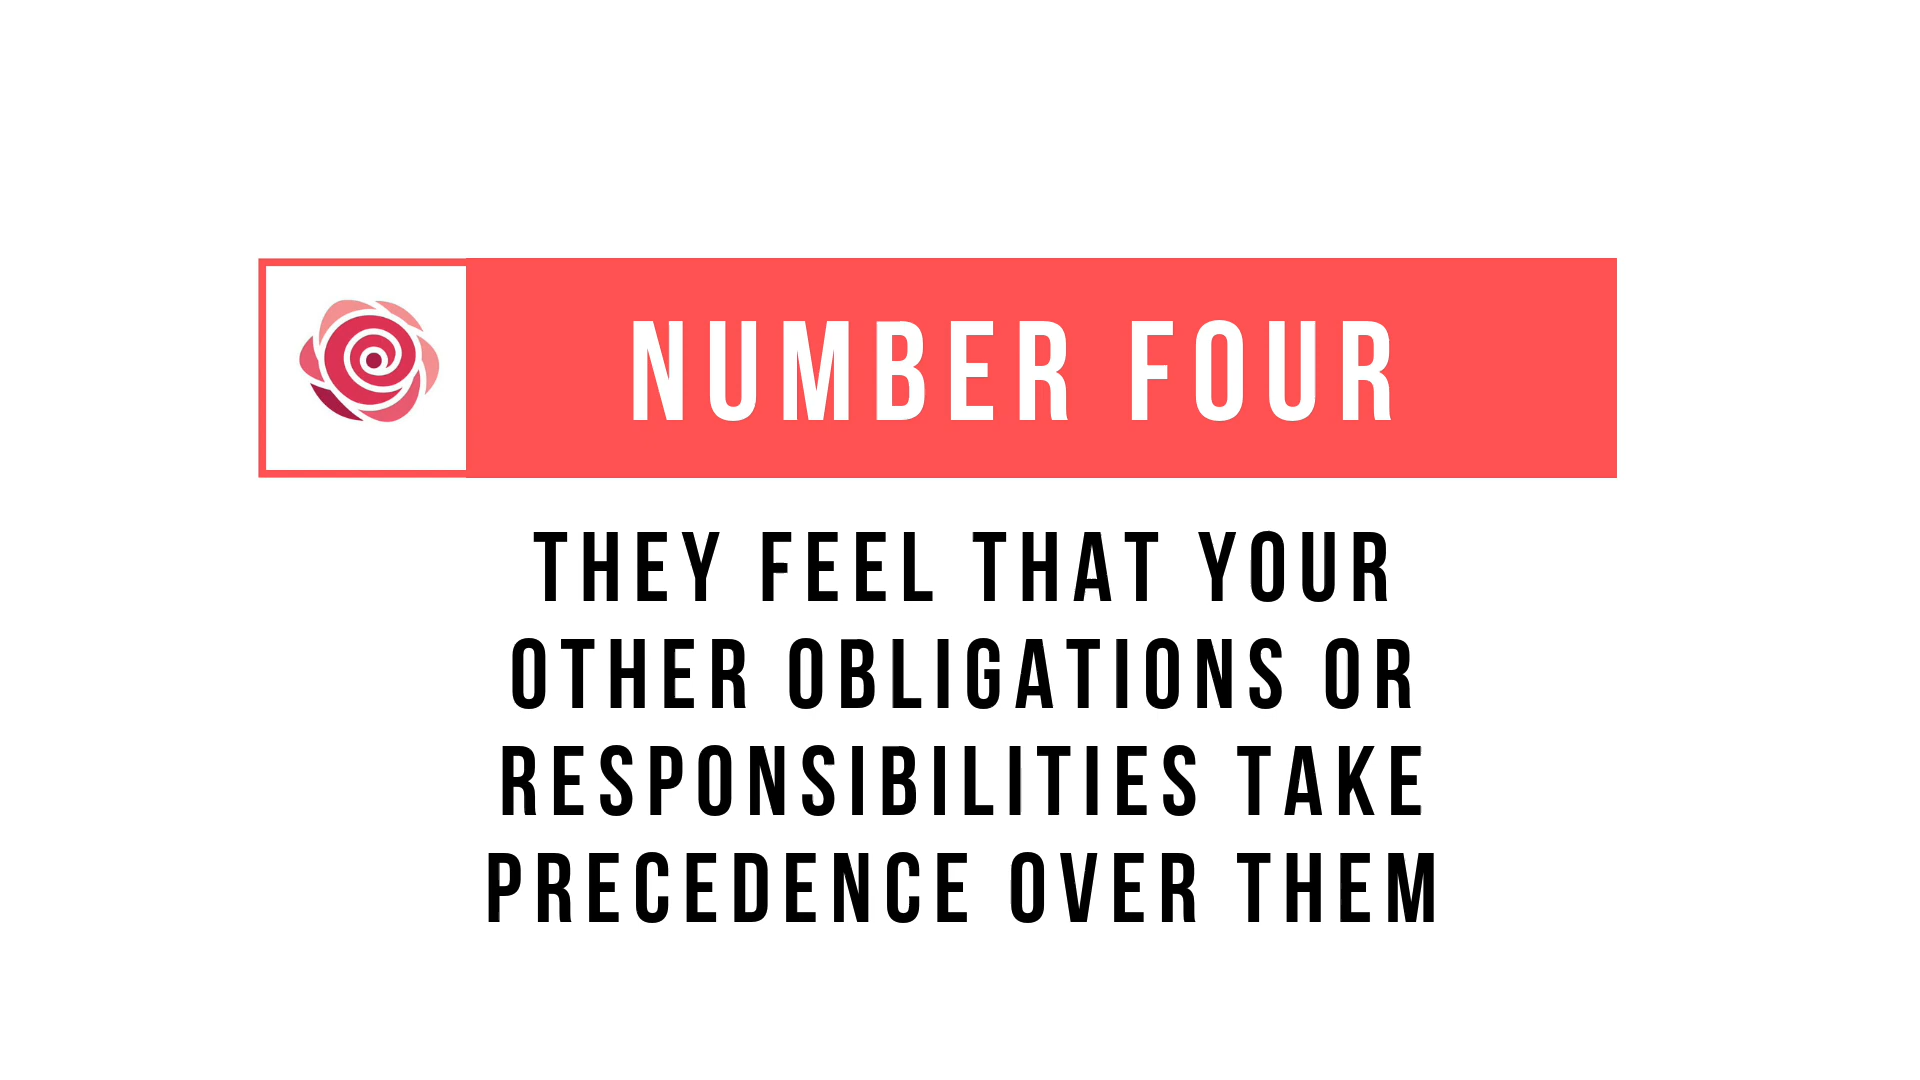 NUMBER FOUR
THEY FEEL THAT YOUR
OTHER OBLIGATIONS OR
RESPONSIBILITIES TAKE
PRECEDENCE OVER THEM